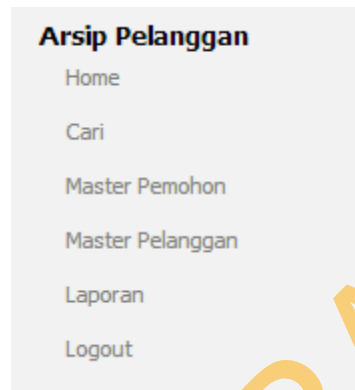 Arsip Pelanggan
Home
Cari
Master Pemohon
Master Pelanggan
Laporan
Logout